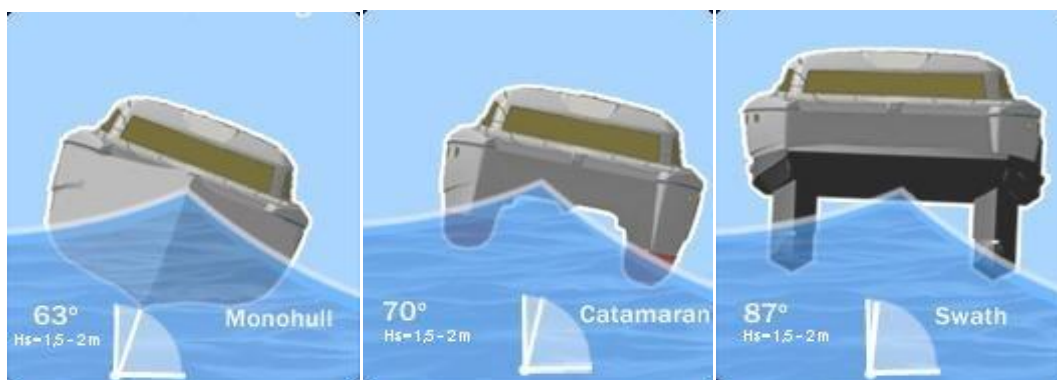 63°
Hs=1,5-2m
Monohull
70°
Hs=1,5-2m
Catamaran
87°
Hs=1,5-2m
Swath